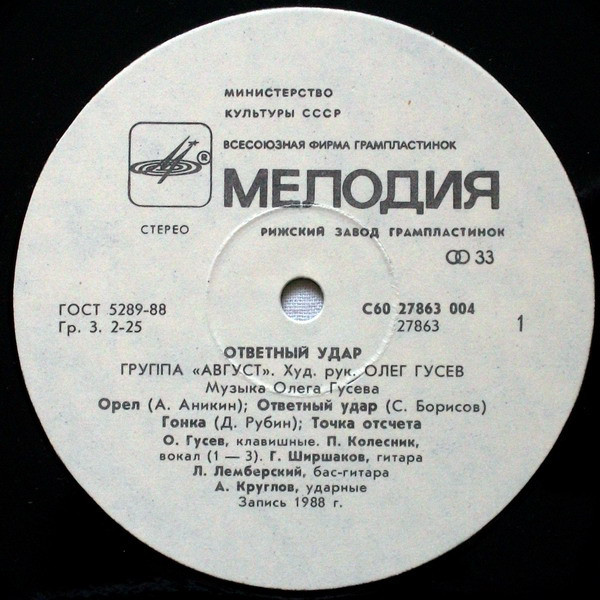 МИНИСТЕРСТВО
КУЛЬТУРЫ СССР
ВСЕСОЮЗНАЯ ФИРМА ГРАМПЛАСТИНОК
® МЕЛОДИЯ
СТЕРЕО РИЖСКИЙ ЗАВОД ГРАМПЛАСТИНОК
33
ГОСТ 5289-88 С60 27863 004
Гр. 3. 2-25 27863 1
ОТВЕТНЫЙ УДАР
ГРУППА «АВГУСТ». Худ. рук. ОЛЕГ ГУСЕВ
Музыка Олега Гусева
Орел (А. Аникин); Ответный удар (С. Борисов)
Гонка (Д. Рубин); Точка отсчета
О. Гусев, клавишные. П. Колесник,
вокал (1 — 3). Г. Ширшаков, гитара
Л. Лемберский, бас-гитара
А. Круглов, ударные
Запись 1988 г.